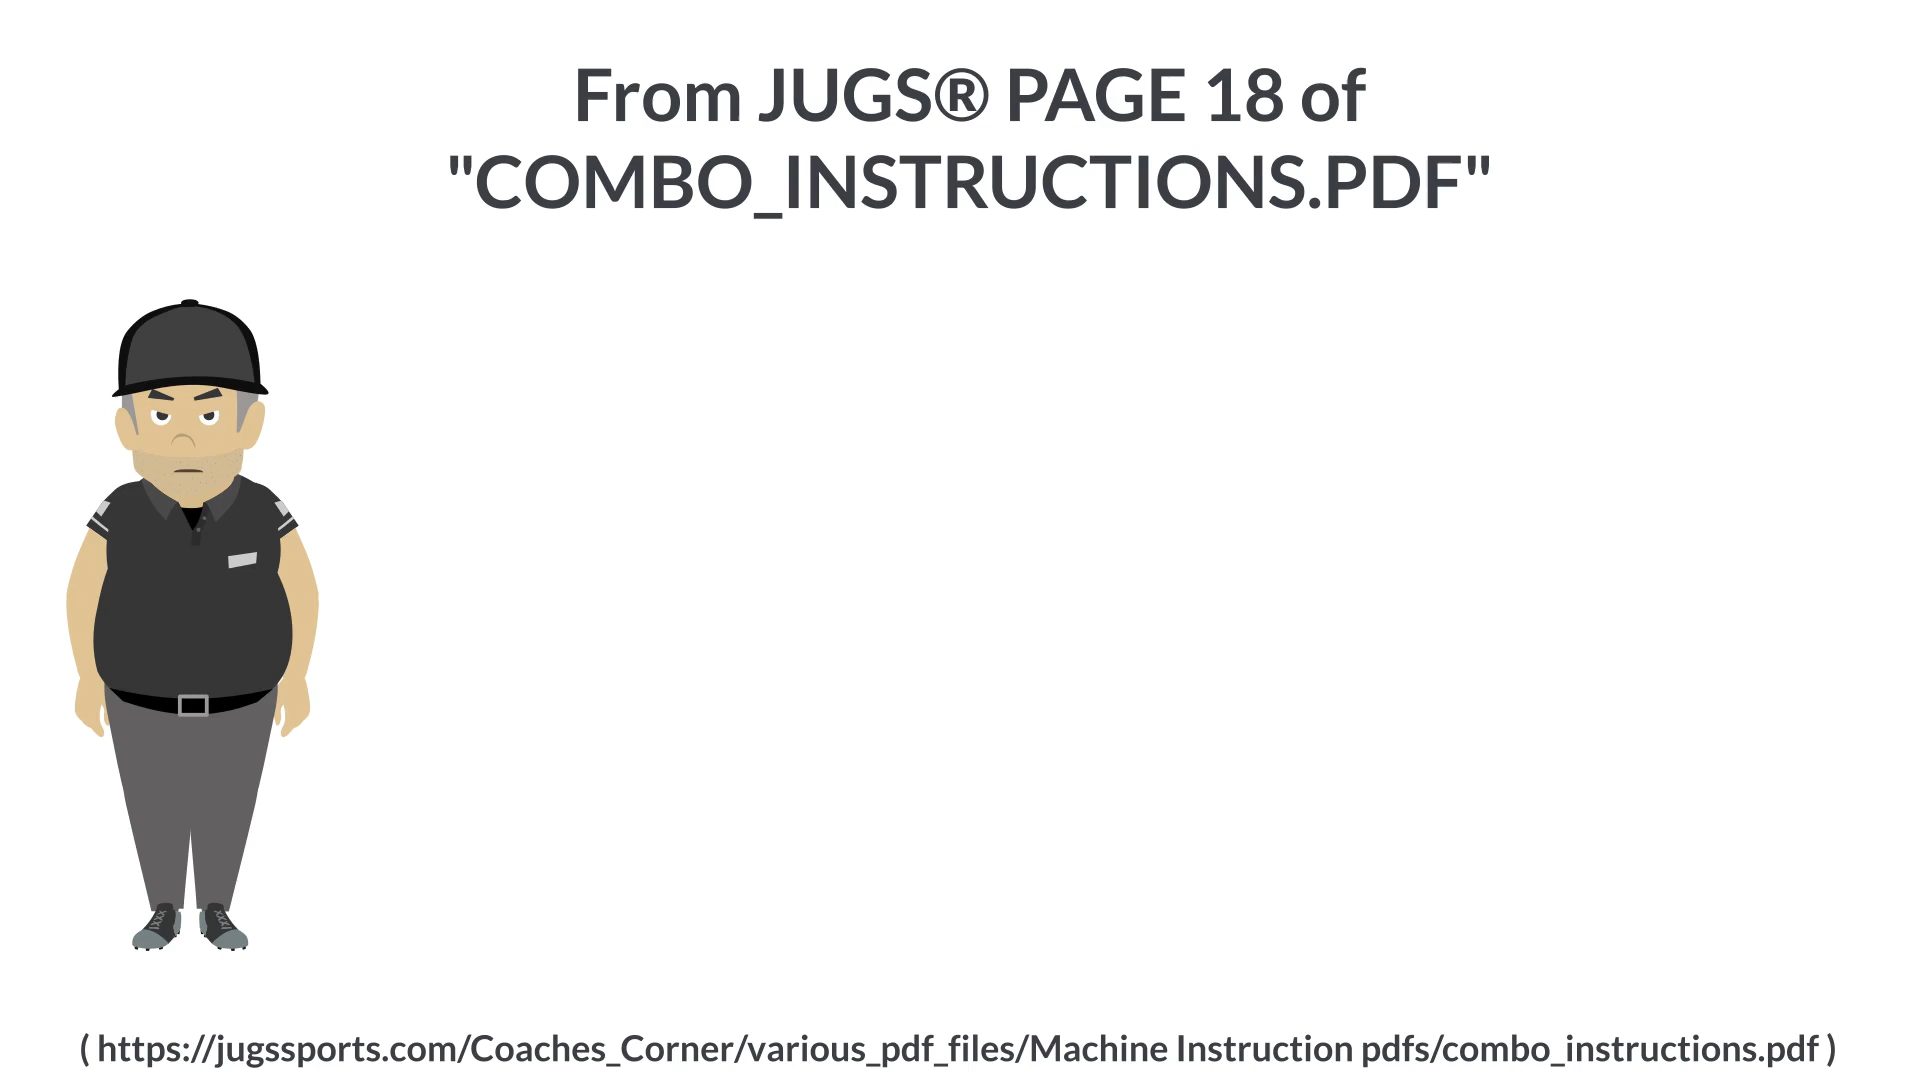 From JUGS® PAGE 18 of
"COMBO_INSTRUCTIONS.PDF"
( https://jugssports.com/Coaches_Corner/various_pdf_files/Machine Instruction pdfs/combo_instructions.pdf )